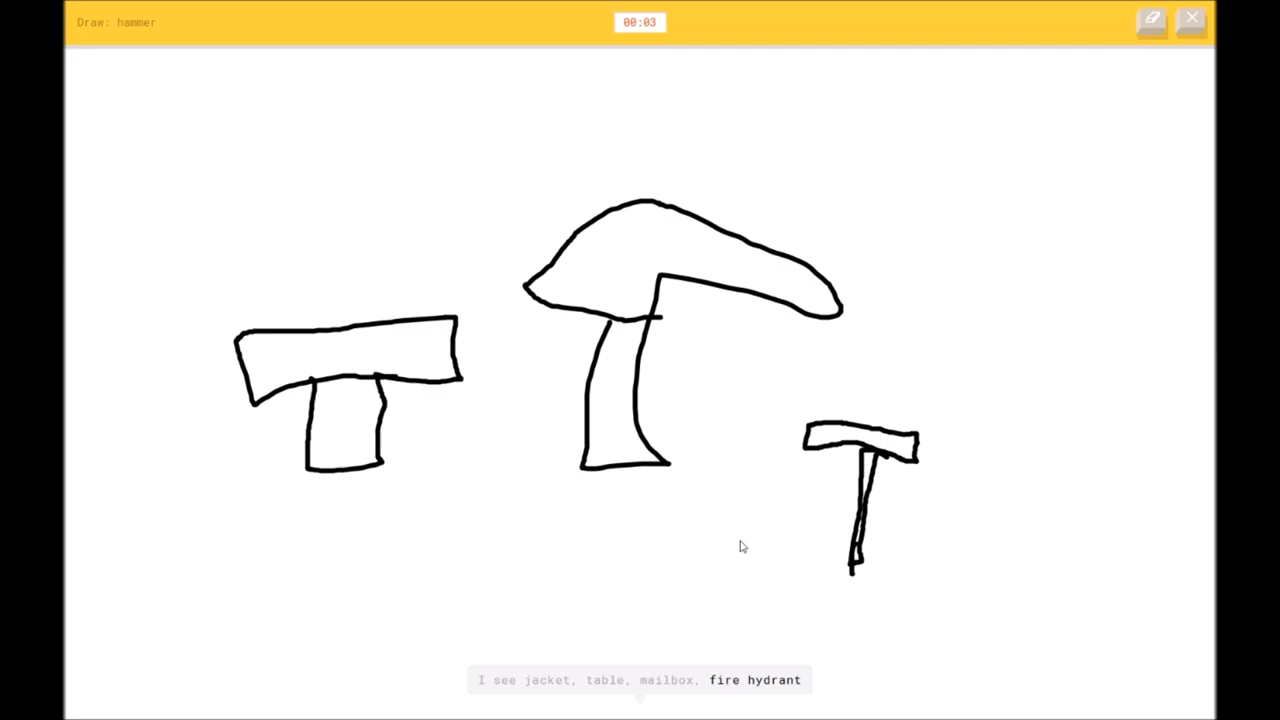 Draw: hammer
00:03
I see jacket, table, mailbox, fire hydrant